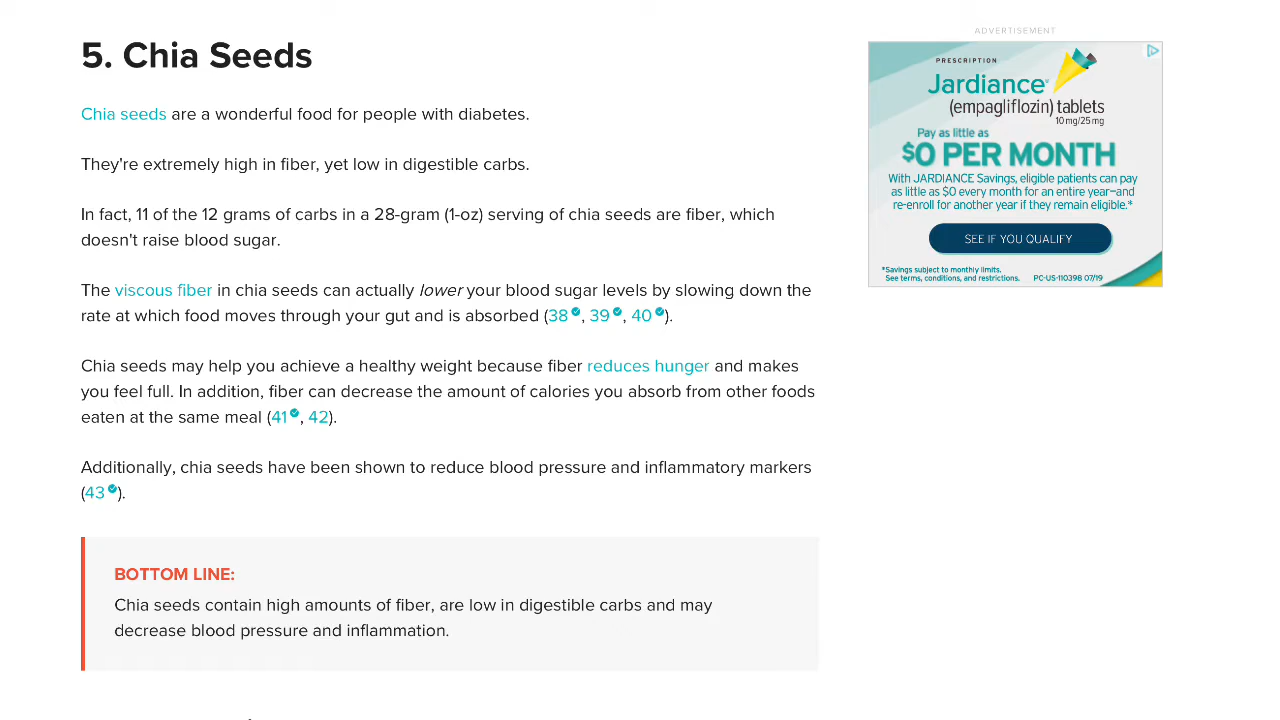 5. Chia Seeds
Chia seeds are a wonderful food for people with diabetes.
They're extremely high in fiber, yet low in digestible carbs.
In fact, 11 of the 12 grams of carbs in a 28-gram (1-oz) serving of chia seeds are fiber, which
doesn't raise blood sugar.
The viscous fiber in chia seeds can actually lower your blood sugar levels by slowing down the
rate at which food moves through your gut and is absorbed (38, 39, 40).
Chia seeds may help you achieve a healthy weight because fiber reduces hunger and makes
you feel full. In addition, fiber can decrease the amount of calories you absorb from other foods
eaten at the same meal (41, 42).
Additionally, chia seeds have been shown to reduce blood pressure and inflammatory markers
(43).
BOTTOM LINE:
Chia seeds contain high amounts of fiber, are low in digestible carbs and may
decrease blood pressure and inflammation.
ADVERTISEMENT
PRESCRIPTION
Jardiance®
(empagliflozin) tablets
10 mg/25 mg
Pay as little as
$0 PER MONTH
With JARDIANCE Savings, eligible patients can pay
as little as $0 every month for an entire year—and
re-enroll for another year if they remain eligible.*
SEE IF YOU QUALIFY
*Savings subject to monthly limits.
See terms, conditions, and restrictions. PC-US-110398 07/19